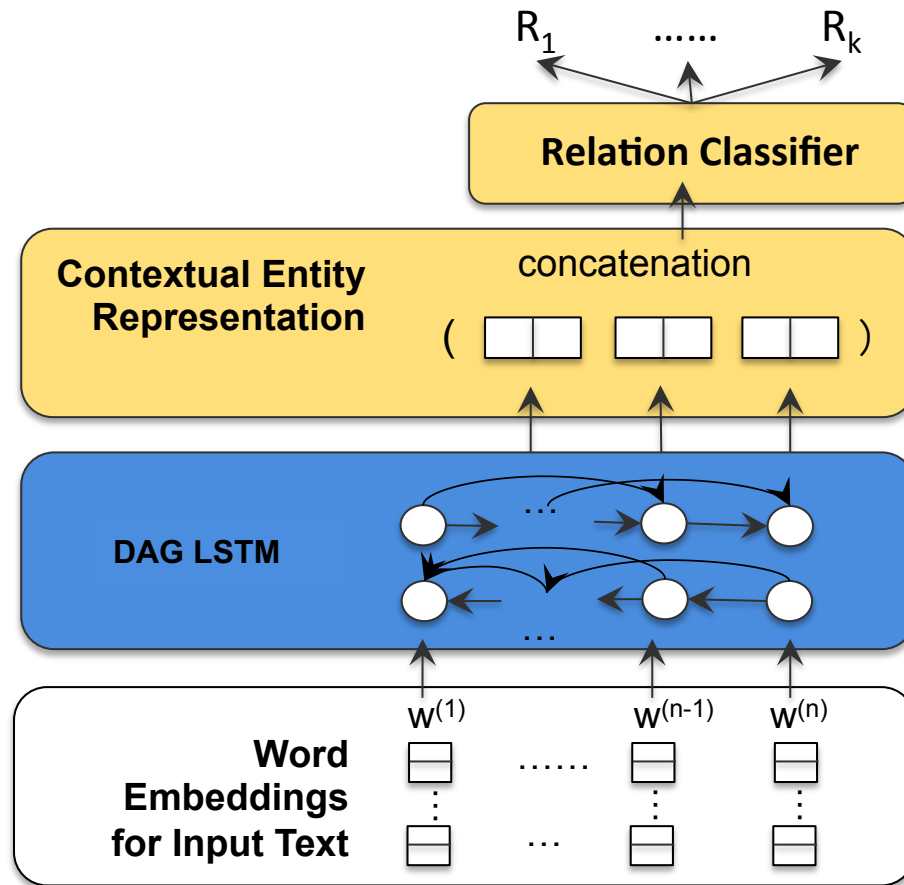 R1 …… Rk
Relation Classifier
Contextual Entity
Representation
concatenation
( )
...
DAG LSTM
...
w(1) w(n-1) w(n)
Word
Embeddings
for Input Text
......
...